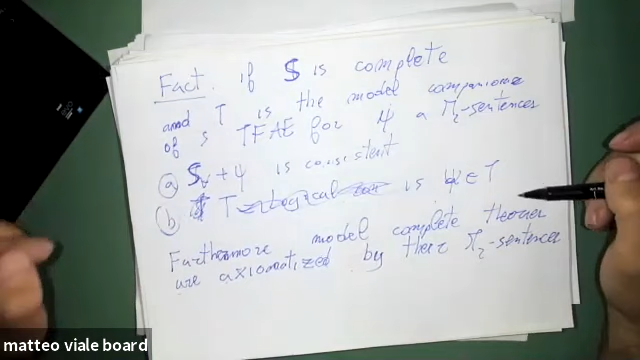 Fact. if S is complete
and T is the model companion
of S TFAE for ψ a Π₂-sentences
ⓐ S∀ + ψ is consistent
ⓑ T is ψ ∈ T
Furthermore model complete theories
are axiomatized by their Π₂-sentences
matteo viale board